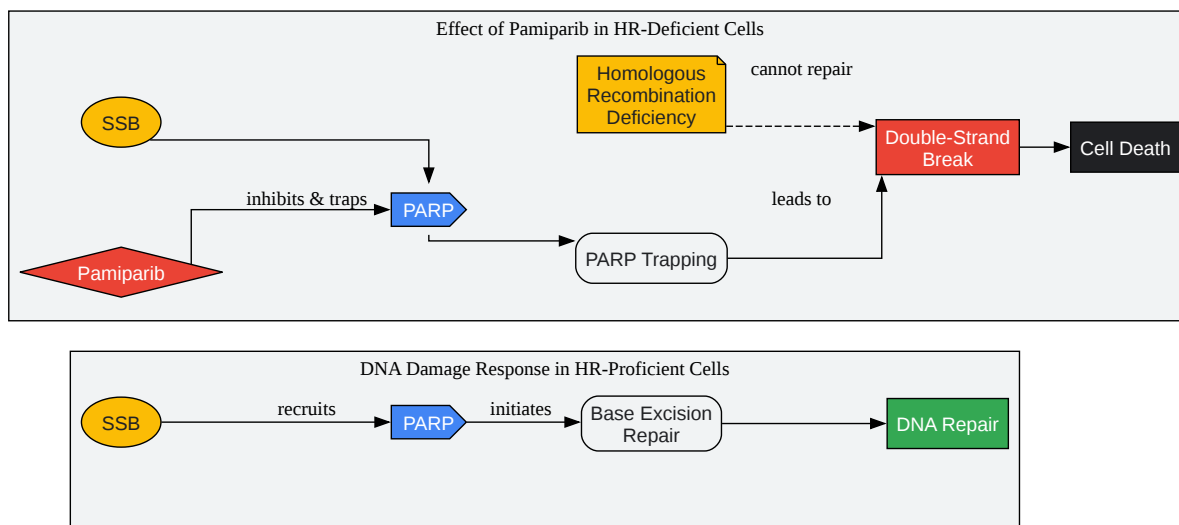 Effect of Pamiparib in HR-Deficient Cells
Homologous
Recombination
Deficiency
cannot repair
SSB
Double-Strand
Break
Cell Death
inhibits & traps
PARP
leads to
PARP Trapping
Pamiparib
DNA Damage Response in HR-Proficient Cells
SSB
recruits
PARP
initiates
Base Excision
Repair
DNA Repair